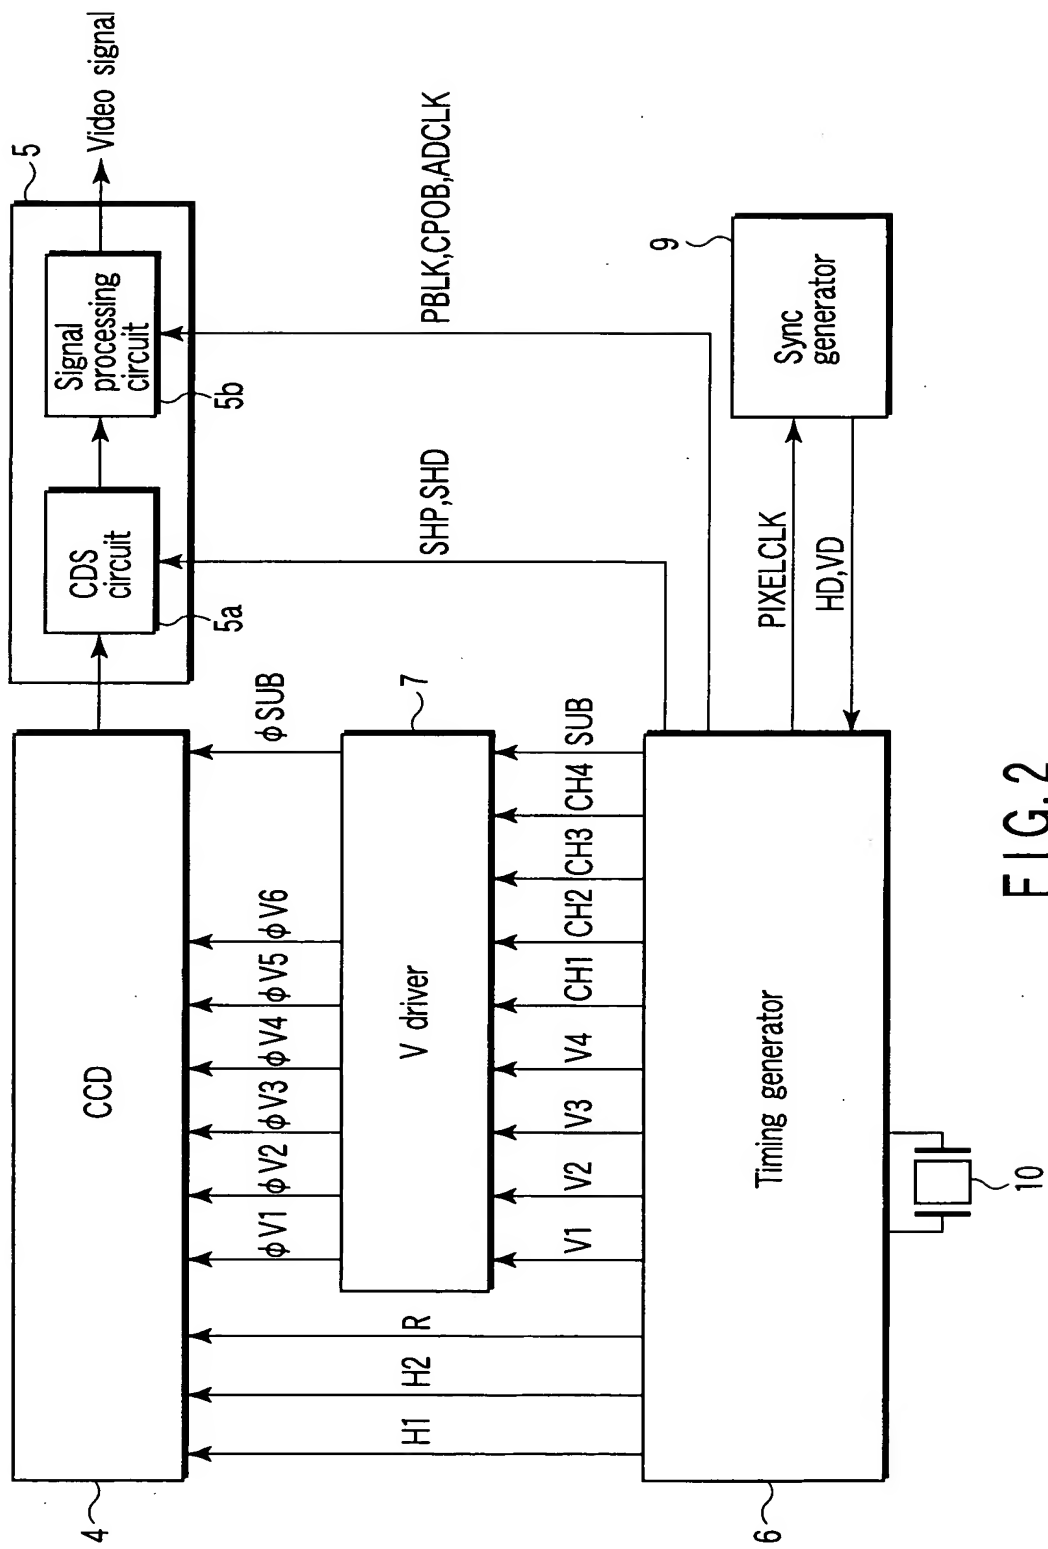 4
CCD
5
CDS
circuit
5a
Signal
processing
circuit
5b
Video signal
H1
H2
R
φV1
φV2
φV3
φV4
φV5
φV6
φSUB
V driver
7
V1
V2
V3
V4
CH1
CH2
CH3
CH4
SUB
SHP,SHD
PBLK,CPOB,ADCLK
6
Timing generator
PIXELCLK
HD,VD
Sync
generator
9
10
FIG.2